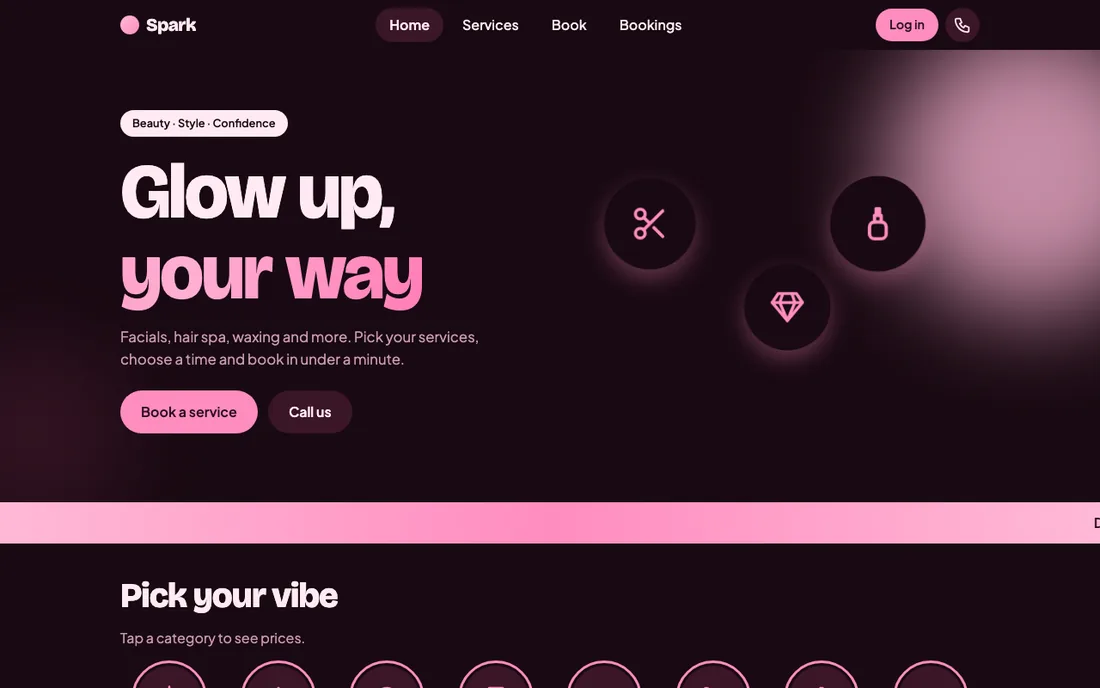 Spark
Home
Services
Book
Bookings
Log in
Beauty · Style · Confidence
Glow up,
your way
Facials, hair spa, waxing and more. Pick your services,
choose a time and book in under a minute.
Book a service
Call us
Pick your vibe
Tap a category to see prices.